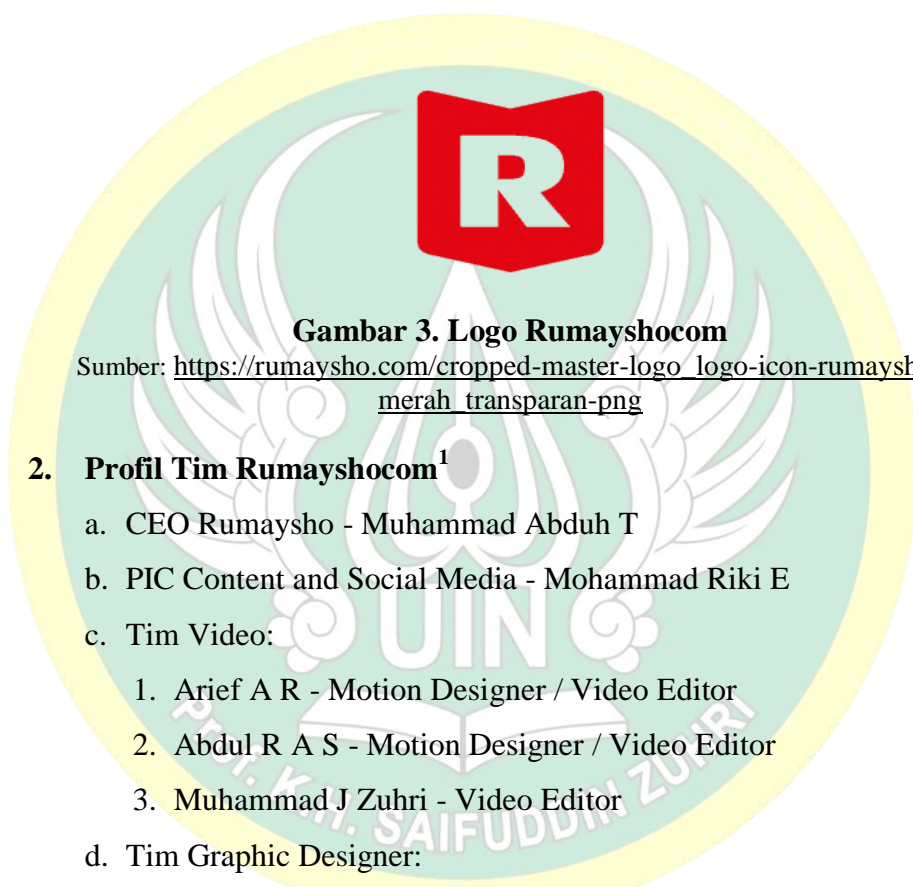 R
Gambar 3. Logo Rumayshocom
Sumber: https://rumaysho.com/cropped-master-logo_logo-icon-rumaysh
merah_transparan-png
2. Profil Tim Rumayshocom¹
a. CEO Rumaysho - Muhammad Abduh T
b. PIC Content and Social Media - Mohammad Riki E
c. Tim Video:
1. Arief A R - Motion Designer / Video Editor
2. Abdul R A S - Motion Designer / Video Editor
3. Muhammad J Zuhri - Video Editor
d. Tim Graphic Designer:
UIN
Prof. K.H. SAIFUDDIN ZUHRI